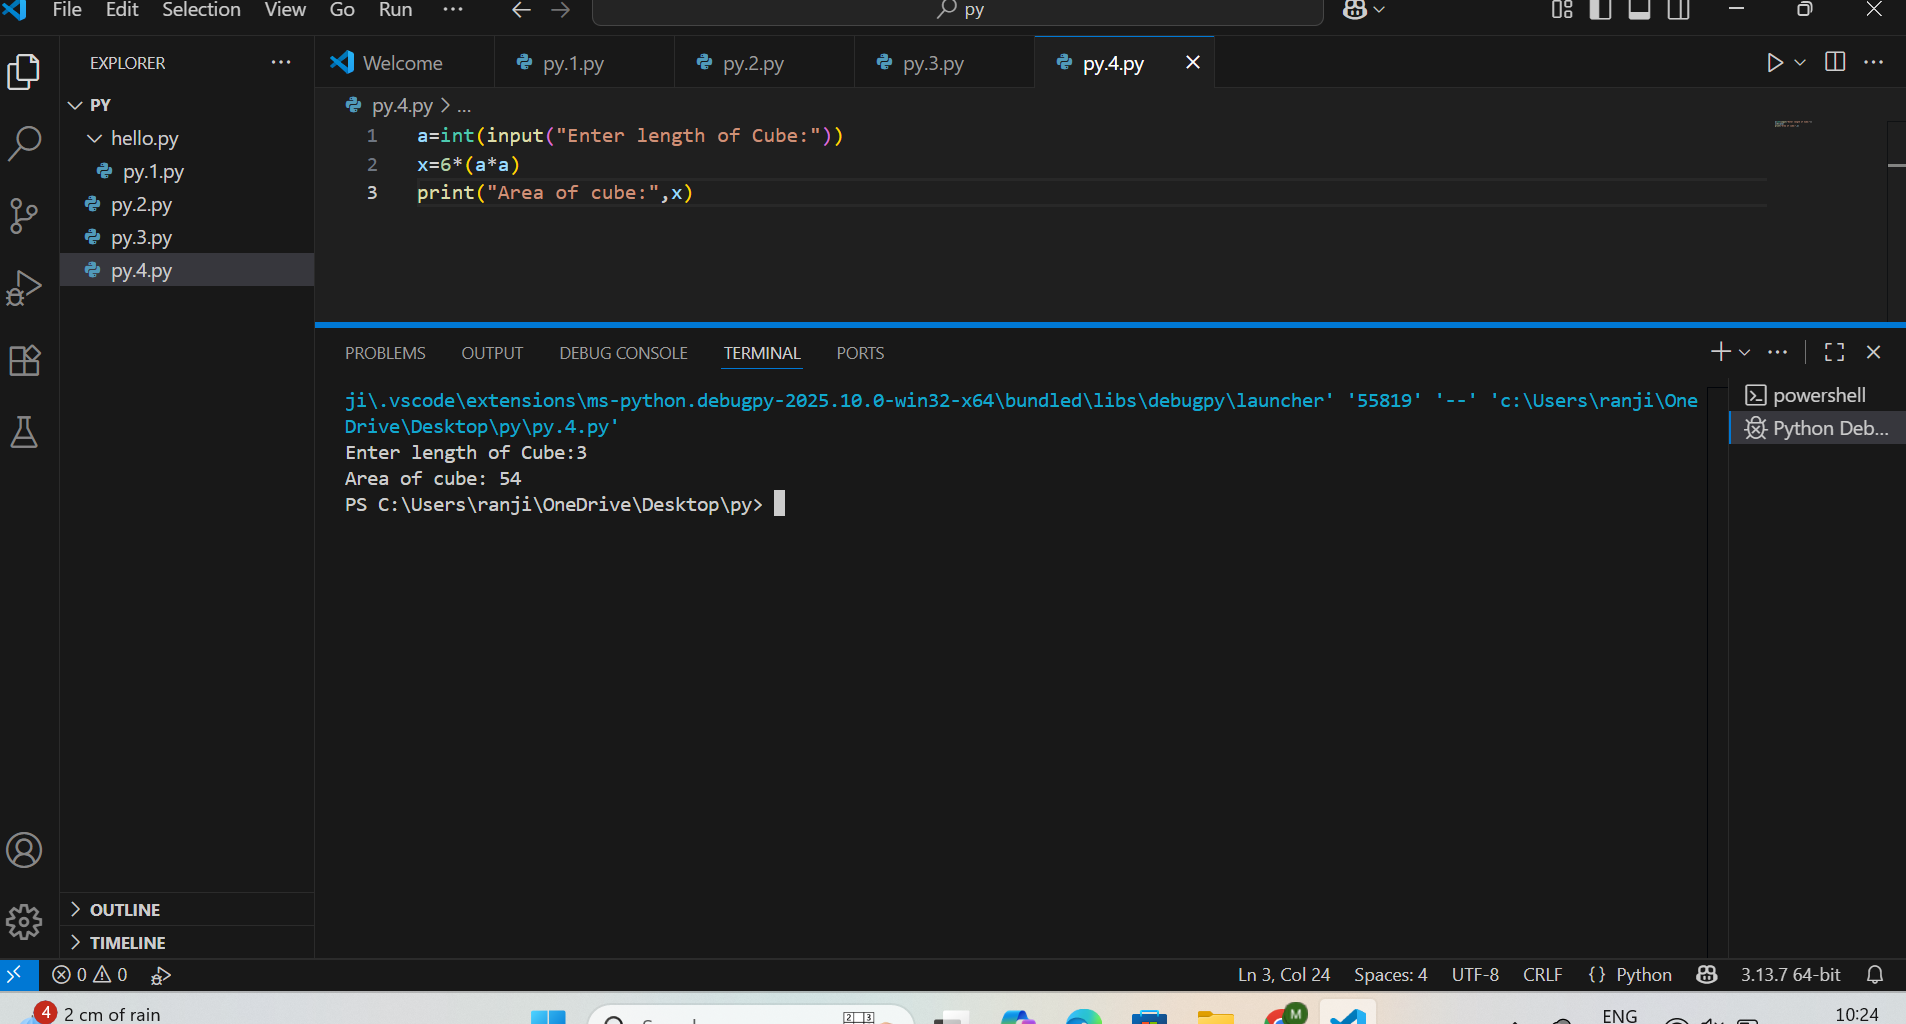 File Edit Selection View Go Run ···
py
EXPLORER ···
Welcome
py.1.py
py.2.py
py.3.py
py.4.py
PY
hello.py
py.1.py
py.2.py
py.3.py
py.4.py
py.4.py > ...
1 a=int(input("Enter length of Cube:"))
2 x=6*(a*a)
3 print("Area of cube:",x)
PROBLEMS OUTPUT DEBUG CONSOLE TERMINAL PORTS
ji\.vscode\extensions\ms-python.debugpy-2025.10.0-win32-x64\bundled\libs\debugpy\launcher' '55819' '--' 'c:\Users\ranji\One
Drive\Desktop\py\py.4.py'
Enter length of Cube:3
Area of cube: 54
PS C:\Users\ranji\OneDrive\Desktop\py>
powershell
Python Deb...
OUTLINE
TIMELINE
0 0
Ln 3, Col 24 Spaces: 4 UTF-8 CRLF {} Python 3.13.7 64-bit
4 2 cm of rain
M
ENG
10:24